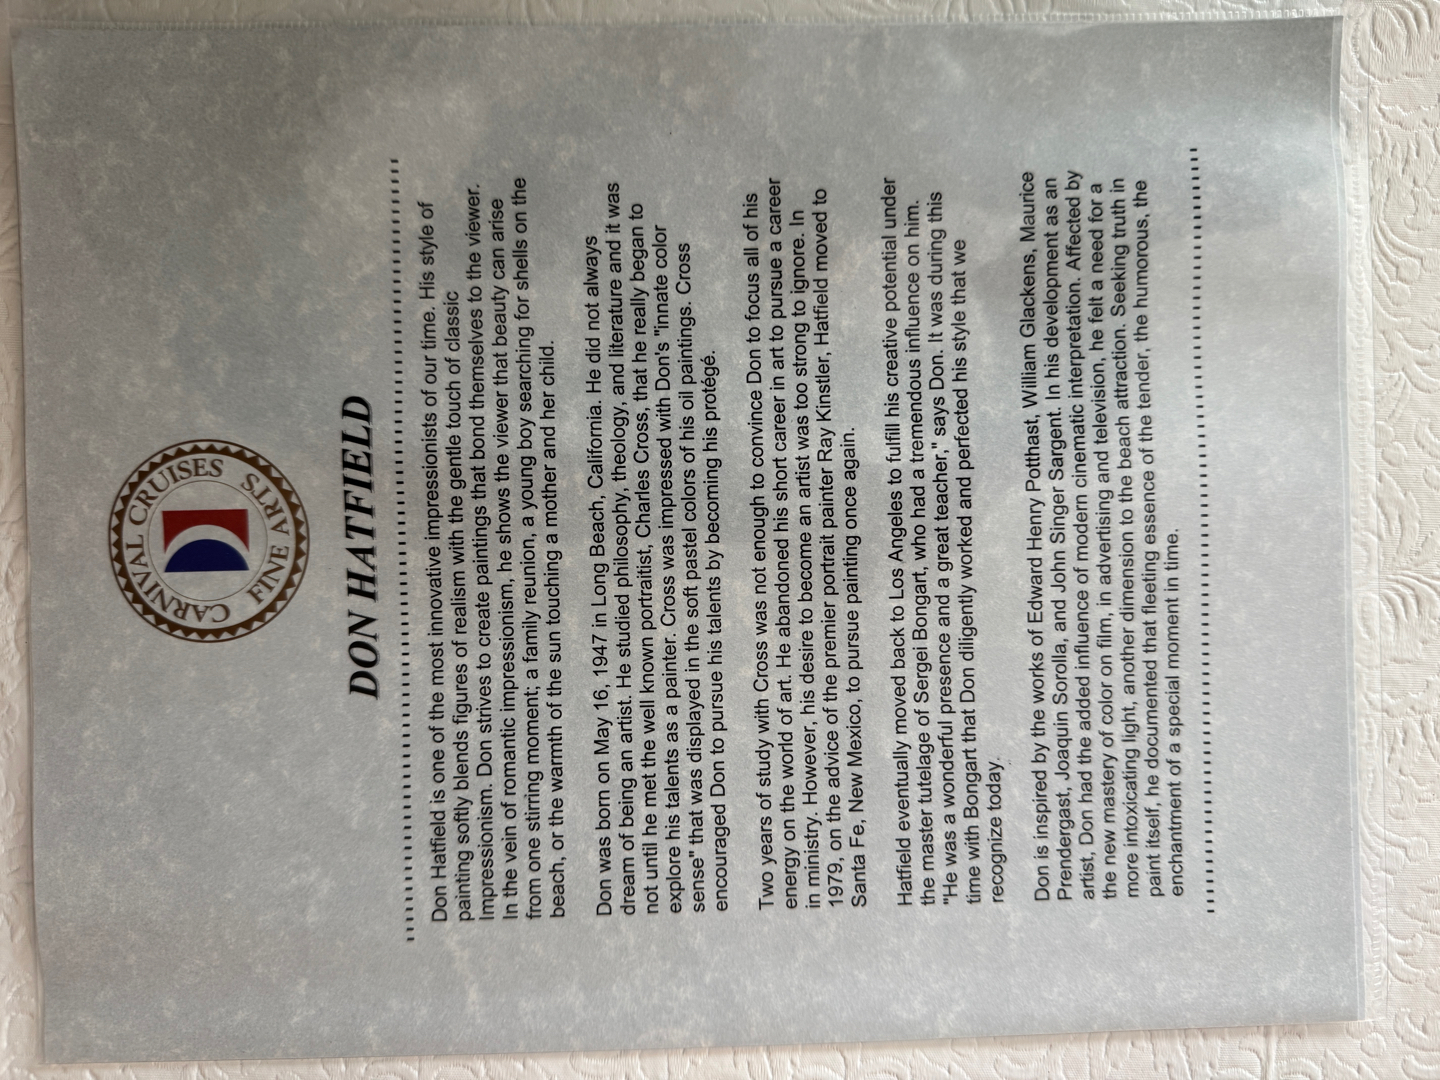 CARNIVAL CRUISES
FINE ARTS
DON HATFIELD
Don Hatfield is one of the most innovative impressionists of our time. His style of
painting softly blends figures of realism with the gentle touch of classic
Impressionism. Don strives to create paintings that bond themselves to the viewer.
In the vein of romantic impressionism, he shows the viewer that beauty can arise
from one stirring moment; a family reunion, a young boy searching for shells on the
beach, or the warmth of the sun touching a mother and her child.
Don was born on May 16, 1947 in Long Beach, California. He did not always
dream of being an artist. He studied philosophy, theology, and literature and it was
not until he met the well known portraitist, Charles Cross, that he really began to
explore his talents as a painter. Cross was impressed with Don's "innate color
sense" that was displayed in the soft pastel colors of his oil paintings. Cross
encouraged Don to pursue his talents by becoming his protégé.
Two years of study with Cross was not enough to convince Don to focus all of his
energy on the world of art. He abandoned his short career in art to pursue a career
in ministry. However, his desire to become an artist was too strong to ignore. In
1979, on the advice of the premier portrait painter Ray Kinstler, Hatfield moved to
Santa Fe, New Mexico, to pursue painting once again.
Hatfield eventually moved back to Los Angeles to fulfill his creative potential under
the master tutelage of Sergei Bongart, who had a tremendous influence on him.
"He was a wonderful presence and a great teacher," says Don. It was during this
time with Bongart that Don diligently worked and perfected his style that we
recognize today.
Don is inspired by the works of Edward Henry Potthast, William Glackens, Maurice
Prendergast, Joaquin Sorolla, and John Singer Sargent. In his development as an
artist, Don had the added influence of modern cinematic interpretation. Affected by
the new mastery of color on film, in advertising and television, he felt a need for a
more intoxicating light, another dimension to the beach attraction. Seeking truth in
paint itself, he documented that fleeting essence of the tender, the humorous, the
enchantment of a special moment in time.